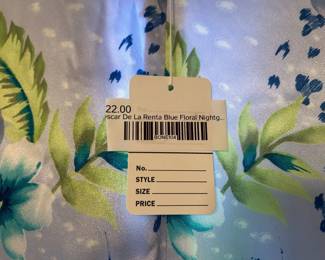 22.00
scar De La Renta Blue Floral Nightg...
No.
STYLE
SIZE
PRICE